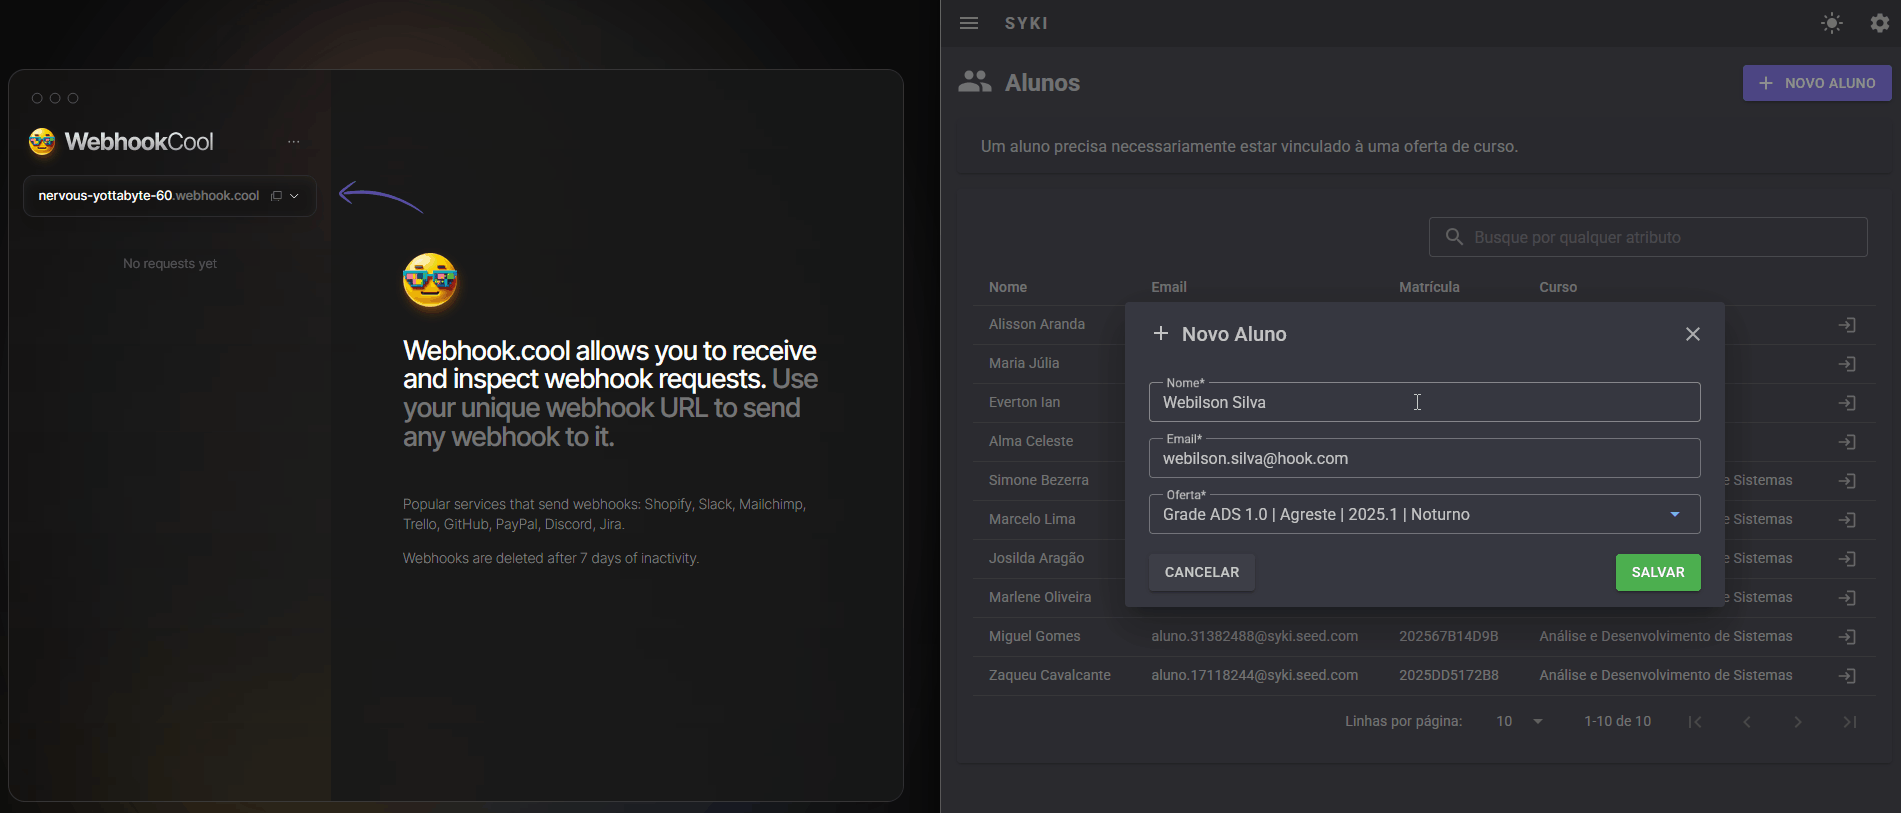 WebhookCool
...
nervous-yottabyte-60.webhook.cool
No requests yet
Webhook.cool allows you to receive
and inspect webhook requests. Use
your unique webhook URL to send
any webhook to it.
Popular services that send webhooks: Shopify, Slack, Mailchimp,
Trello, GitHub, PayPal, Discord, Jira.
Webhooks are deleted after 7 days of inactivity.
SYKI
Alunos
NOVO ALUNO
Um aluno precisa necessariamente estar vinculado à uma oferta de curso.
Busque por qualquer atributo
Nome Email Matrícula Curso
Alisson Aranda
Maria Júlia
Everton Ian
Alma Celeste
Simone Bezerra e Sistemas
Marcelo Lima e Sistemas
Josilda Aragão e Sistemas
Marlene Oliveira e Sistemas
Miguel Gomes aluno.31382488@syki.seed.com 202567B14D9B Análise e Desenvolvimento de Sistemas
Zaqueu Cavalcante aluno.17118244@syki.seed.com 2025DD5172B8 Análise e Desenvolvimento de Sistemas
Linhas por página: 10 1-10 de 10
Novo Aluno
Nome*
Webilson Silva
Email*
webilson.silva@hook.com
Oferta*
Grade ADS 1.0 | Agreste | 2025.1 | Noturno
CANCELAR SALVAR